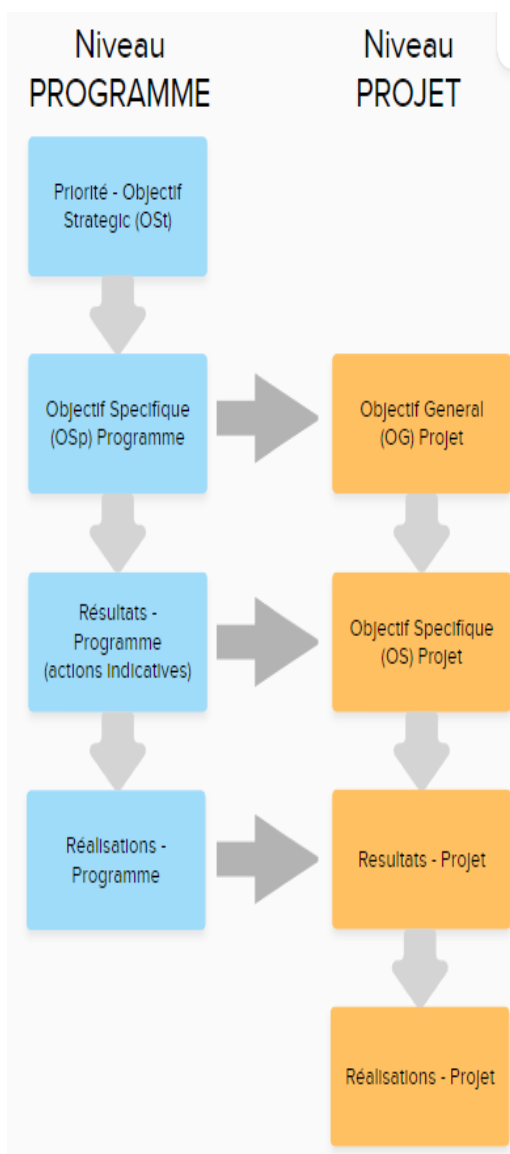 Niveau
PROGRAMME
Niveau
PROJET
Priorité - Objectif
Strategic (OSt)
Objectif Specifique
(OSp) Programme
Objectif General
(OG) Projet
Résultats -
Programme
(actions indicatives)
Objectif Specifique
(OS) Projet
Réalisations -
Programme
Resultats - Projet
Réalisations - Projet